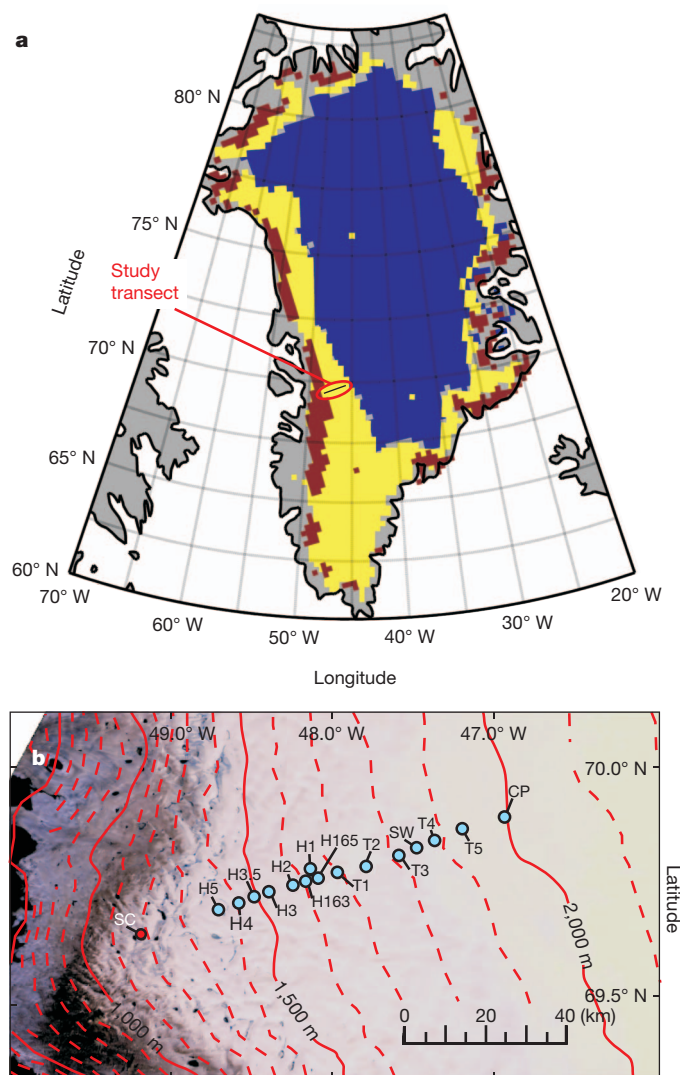 a
80° N
75° N
Latitude
Study
transect
70° N
65° N
60° N
70° W
60° W
50° W
40° W
30° W
20° W
Longitude
b
49.0° W
48.0° W
47.0° W
70.0° N
CP
T4
SW
H165
H1
T2
T5
H3.5
H2
T3
H5
T1
H163
H3
H4
SC
Latitude
2,000 m
1,500 m
1,000 m
69.5° N
0 20 40 (km)